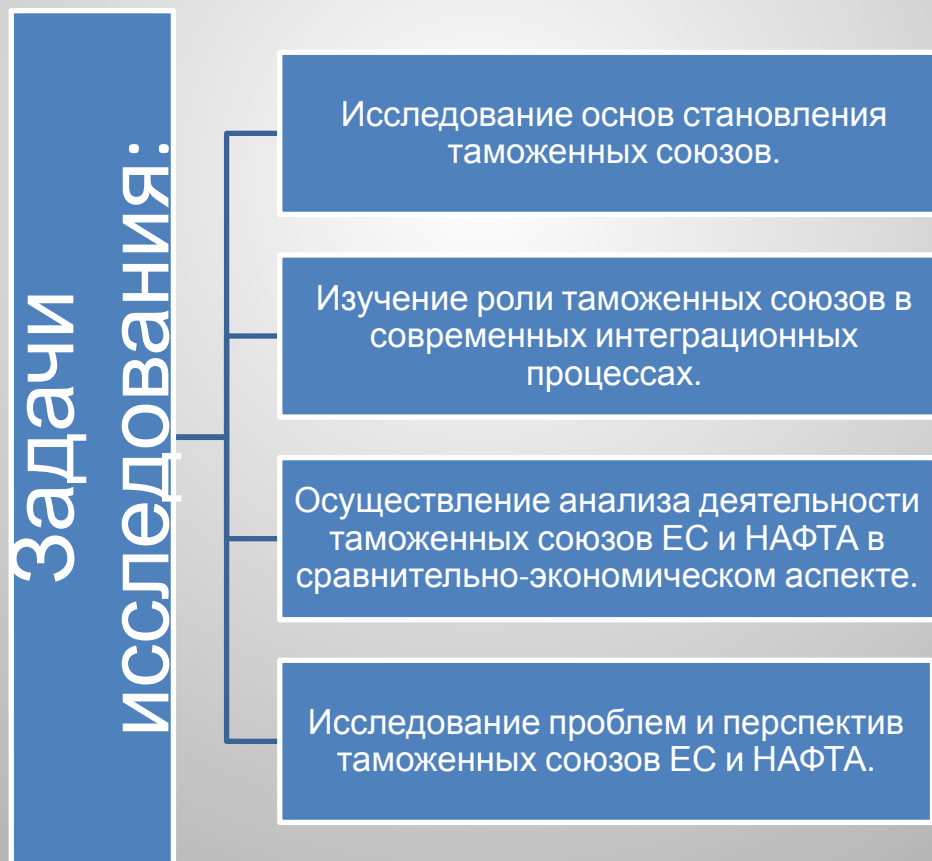 Задачи
исследования:
Исследование основ становления
таможенных союзов.
Изучение роли таможенных союзов в
современных интеграционных
процессах.
Осуществление анализа деятельности
таможенных союзов ЕС и НАФТА в
сравнительно-экономическом аспекте.
Исследование проблем и перспектив
таможенных союзов ЕС и НАФТА.